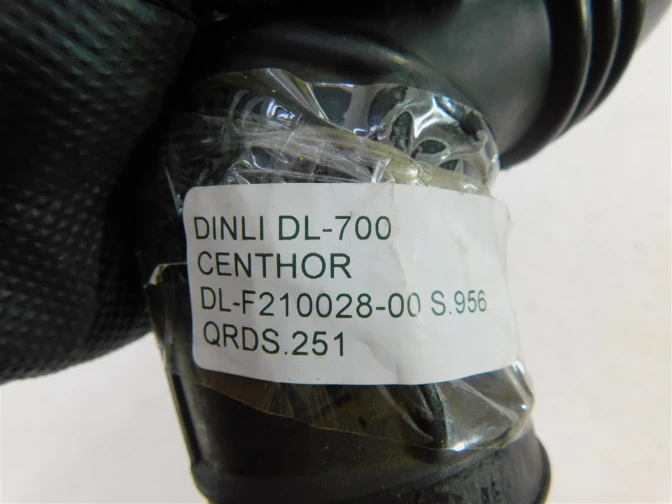 DINLI DL-700
CENTHOR
DL-F210028-00 S.956
QRDS.251